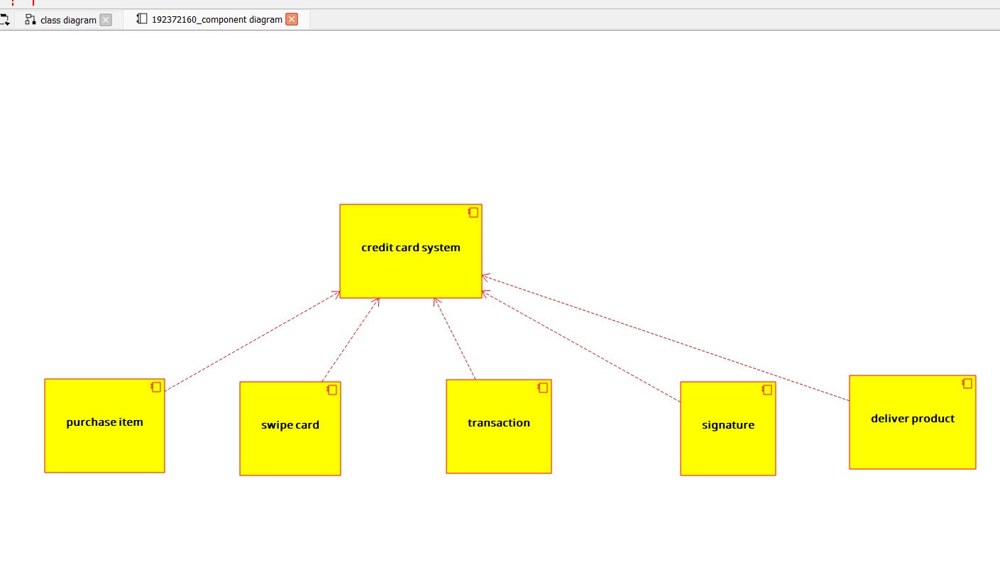 class diagram
192372160_component diagram
credit card system
purchase item
swipe card
transaction
signature
deliver product